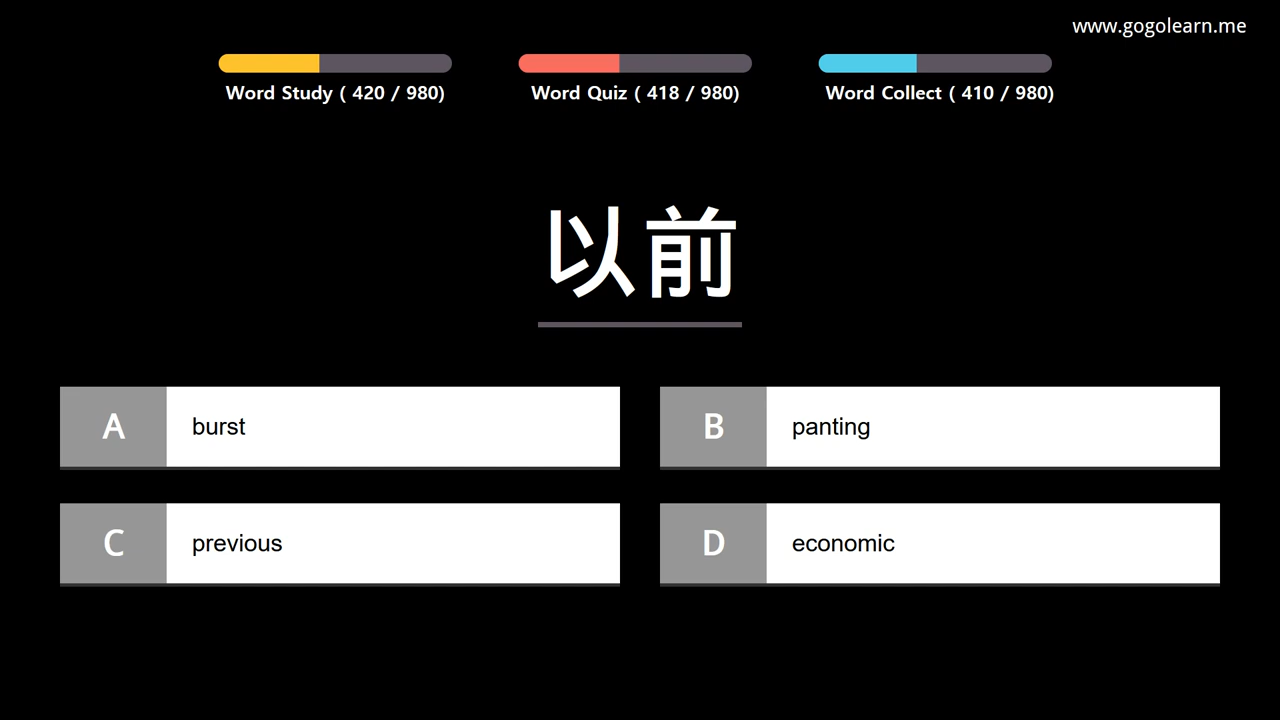 www.gogolearn.me
Word Study ( 420 / 980)
Word Quiz ( 418 / 980)
Word Collect ( 410 / 980)
以前
A burst
B panting
C previous
D economic